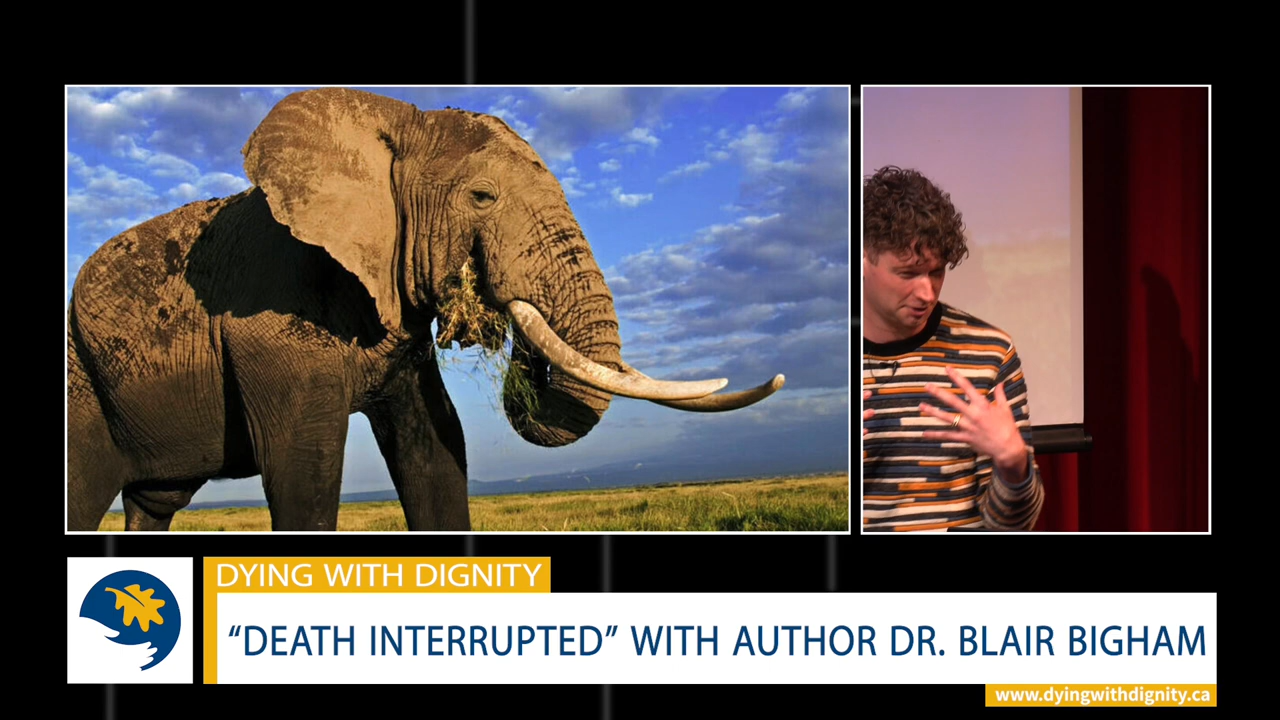 DYING WITH DIGNITY
“DEATH INTERRUPTED” WITH AUTHOR DR. BLAIR BIGHAM
www.dyingwithdignity.ca